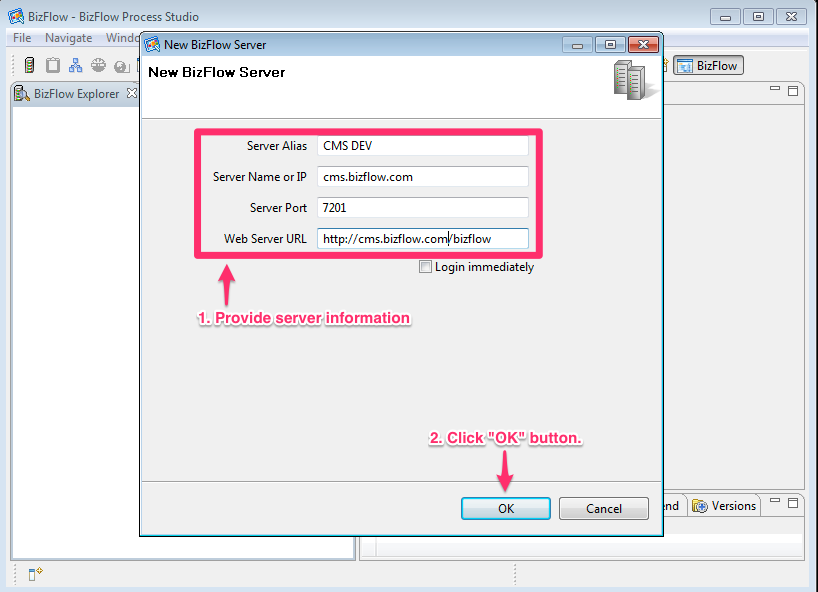 BizFlow - BizFlow Process Studio
File Navigate
New BizFlow Server
New BizFlow Server
BizFlow
BizFlow Explorer
Server Alias CMS DEV
Server Name or IP cms.bizflow.com
Server Port 7201
Web Server URL http://cms.bizflow.com/bizflow
Login immediately
1. Provide server information
2. Click "OK" button.
OK Cancel
Versions